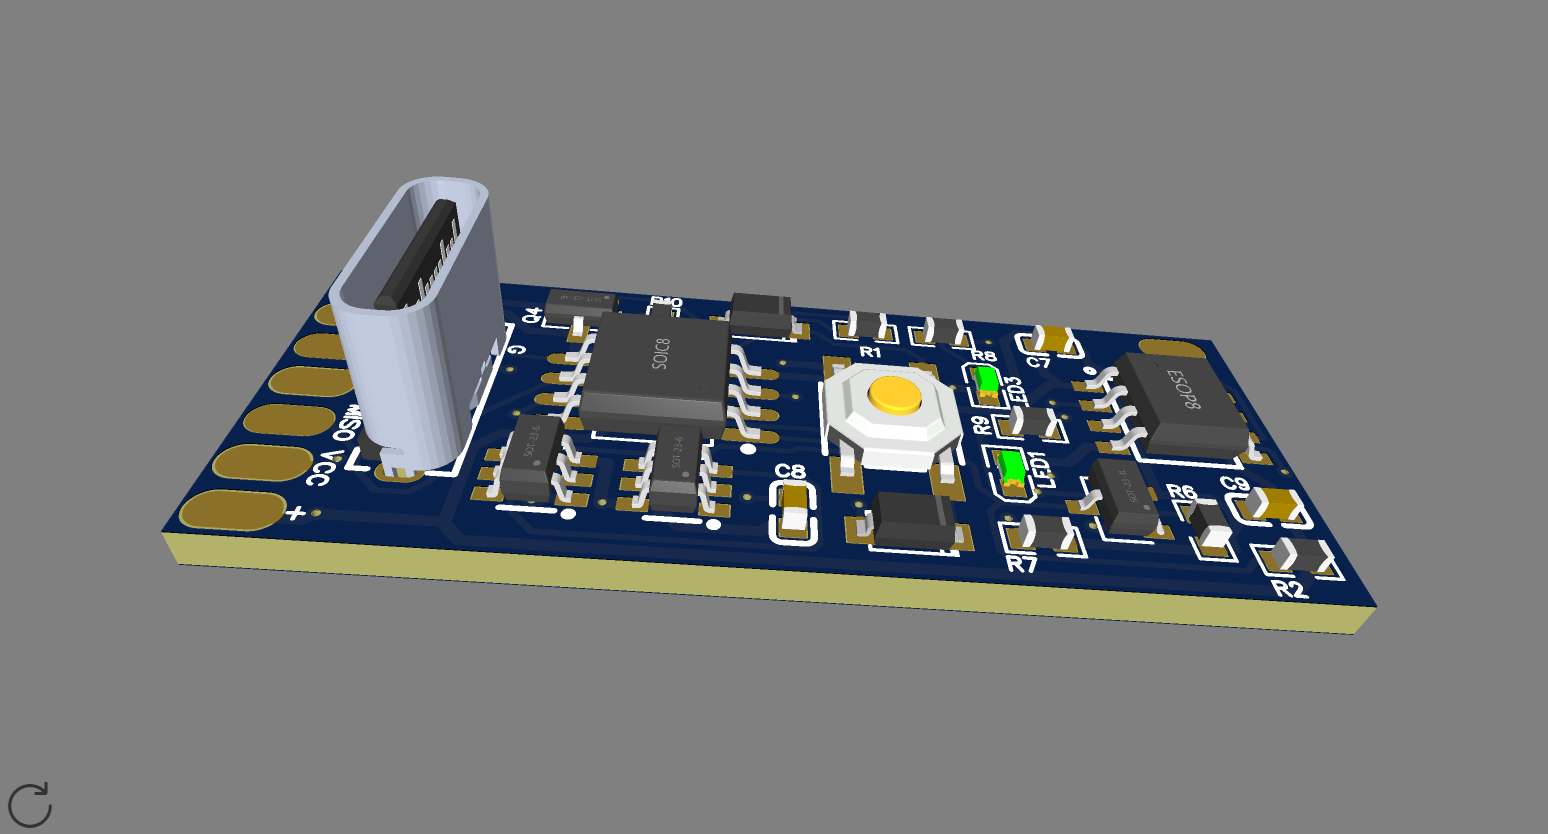 Q4
R10
G
SOIC8
R1
R8
C7
LED3
ESOP8
MISO
VCC
+
SOT-23-6
SOT-23-6
R9
LED1
C8
R6
C9
R7
R2